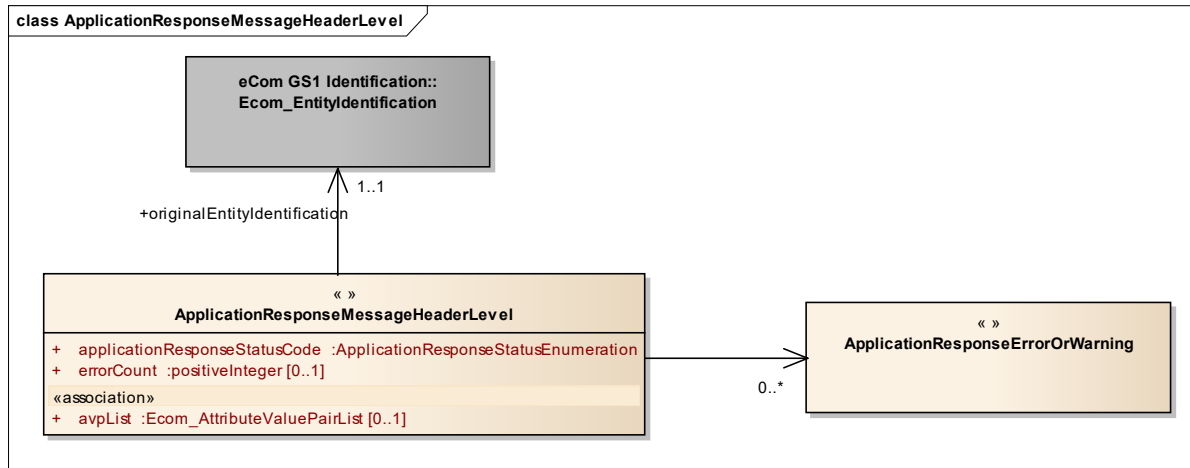 class ApplicationResponseMessageHeaderLevel
eCom GS1 Identification::
Ecom_EntityIdentification
1..1
+originalEntityIdentification
« »
ApplicationResponseMessageHeaderLevel
+ applicationResponseStatusCode :ApplicationResponseStatusEnumeration
+ errorCount :positiveInteger [0..1]
«association»
+ avpList :Ecom_AttributeValuePairList [0..1]
0..*
« »
ApplicationResponseErrorOrWarning